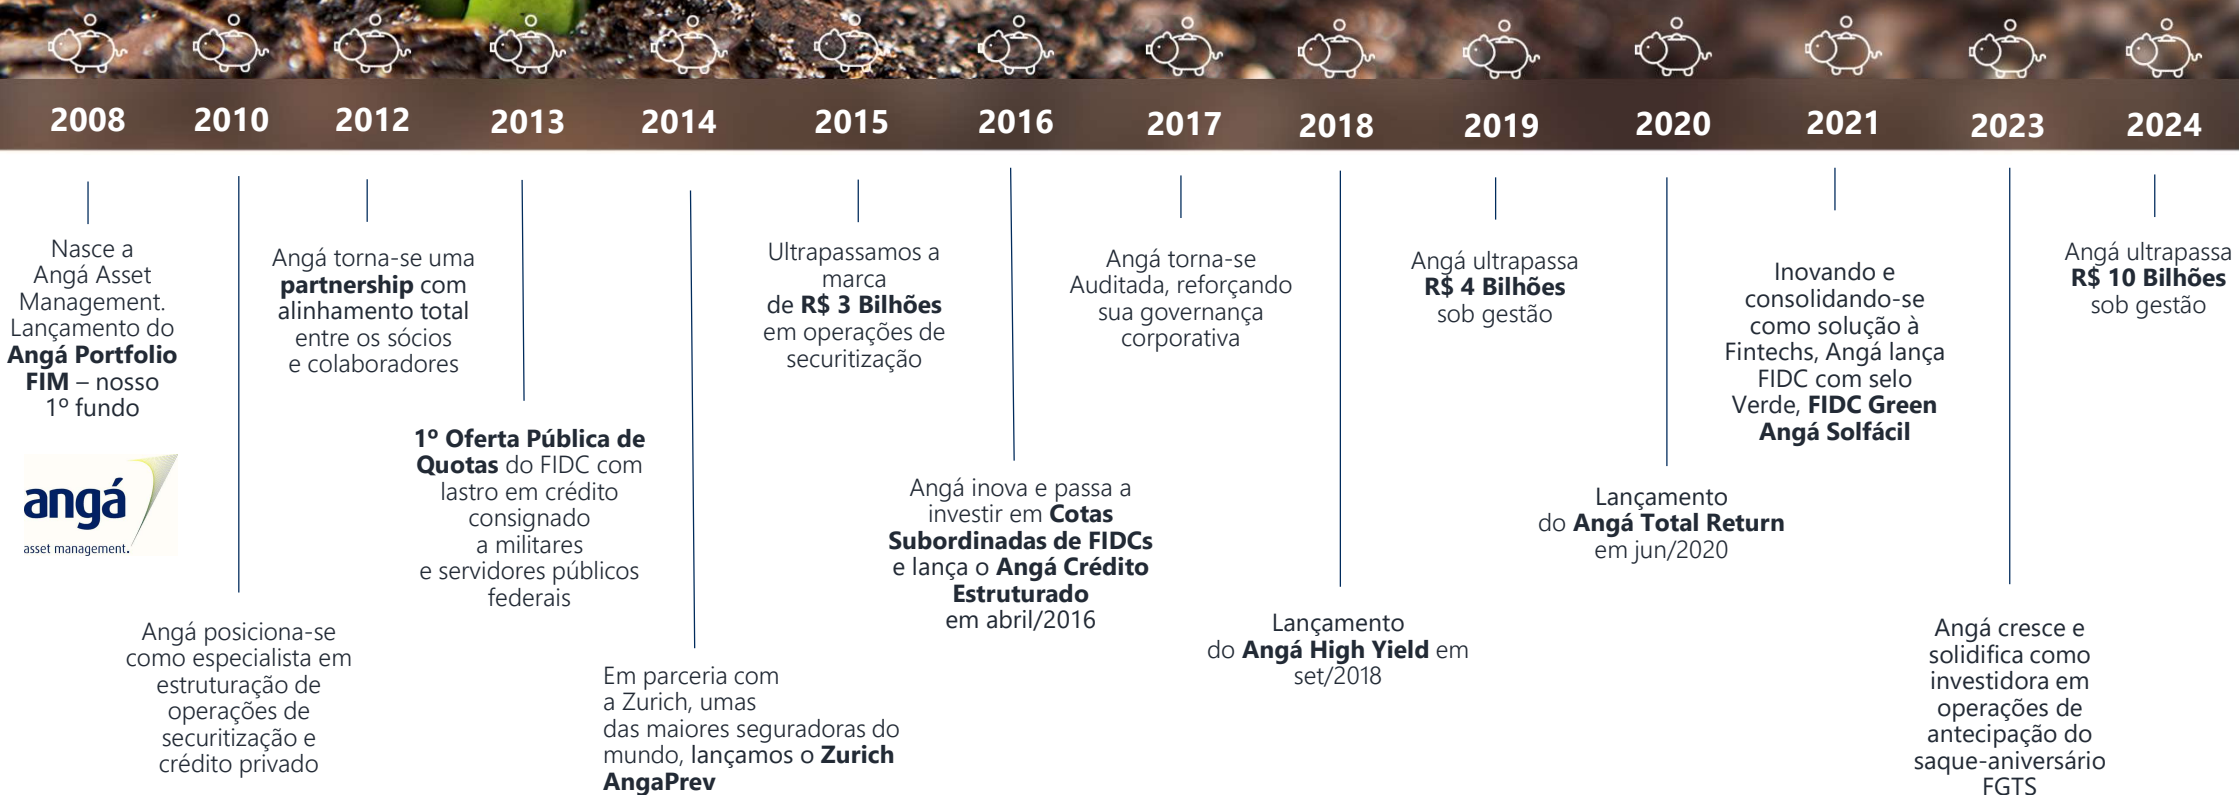 2008
2010
2012
2013
2014
2015
2016
2017
2018
2019
2020
2021
2023
2024
Nasce a
Angá Asset
Management.
Lançamento do
Angá Portfolio
FIM – nosso
1º fundo
angá
asset management.
Angá posiciona-se
como especialista em
estruturação de
operações de
securitização e
crédito privado
Angá torna-se uma
partnership com
alinhamento total
entre os sócios
e colaboradores
1º Oferta Pública de
Quotas do FIDC com
lastro em crédito
consignado
a militares
e servidores públicos
federais
Em parceria com
a Zurich, umas
das maiores seguradoras do
mundo, lançamos o Zurich
AngaPrev
Ultrapassamos a
marca
de R$ 3 Bilhões
em operações de
securitização
Angá inova e passa a
investir em Cotas
Subordinadas de FIDCs
e lança o Angá Crédito
Estruturado
em abril/2016
Angá torna-se
Auditada, reforçando
sua governança
corporativa
Lançamento
do Angá High Yield em
set/2018
Angá ultrapassa
R$ 4 Bilhões
sob gestão
Lançamento
do Angá Total Return
em jun/2020
Inovando e
consolidando-se
como solução à
Fintechs, Angá lança
FIDC com selo
Verde, FIDC Green
Angá Solfácil
Angá cresce e
solidifica como
investidora em
operações de
antecipação do
saque-aniversário
FGTS
Angá ultrapassa
R$ 10 Bilhões
sob gestão